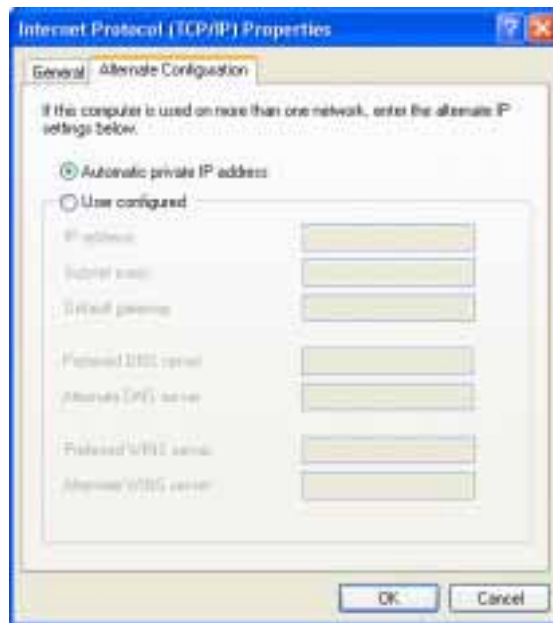 Internet Protocol (TCP/IP) Properties
General
Alternate Configuration
If this computer is used on more than one network, enter the alternate IP
settings below.
Automatic private IP address
User configured
IP address:
Subnet mask:
Default gateway:
Preferred DNS server:
Alternate DNS server:
Preferred WINS server:
Alternate WINS server:
OK
Cancel